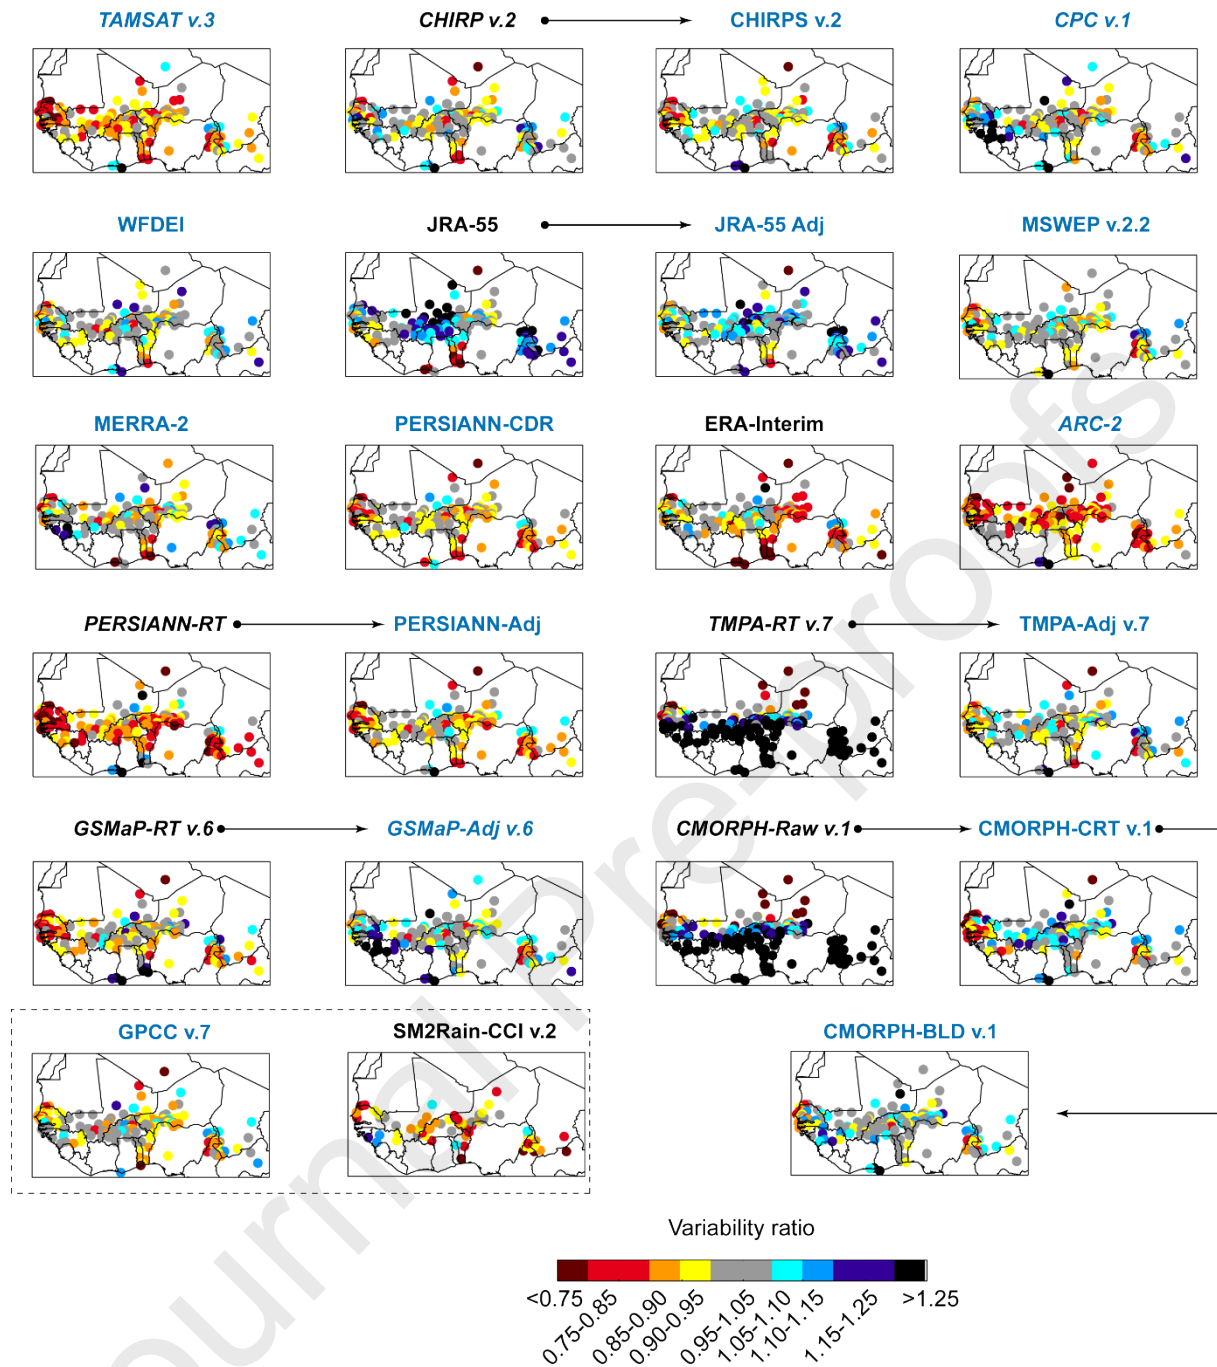 TAMSAT v.3
CHIRP v.2
CHIRPS v.2
CPC v.1
WFDEI
JRA-55
JRA-55 Adj
MSWEP v.2.2
MERRA-2
PERSIANN-CDR
ERA-Interim
ARC-2
PERSIANN-RT
PERSIANN-Adj
TMPA-RT v.7
TMPA-Adj v.7
GSMaP-RT v.6
GSMaP-Adj v.6
CMORPH-Raw v.1
CMORPH-CRT v.1
GPCC v.7
SM2Rain-CCI v.2
CMORPH-BLD v.1
Variability ratio
<0.75
0.75-0.85
0.85-0.90
0.90-0.95
0.95-1.05
1.05-1.10
1.10-1.15
1.15-1.25
>1.25
Journal Pre-proofs